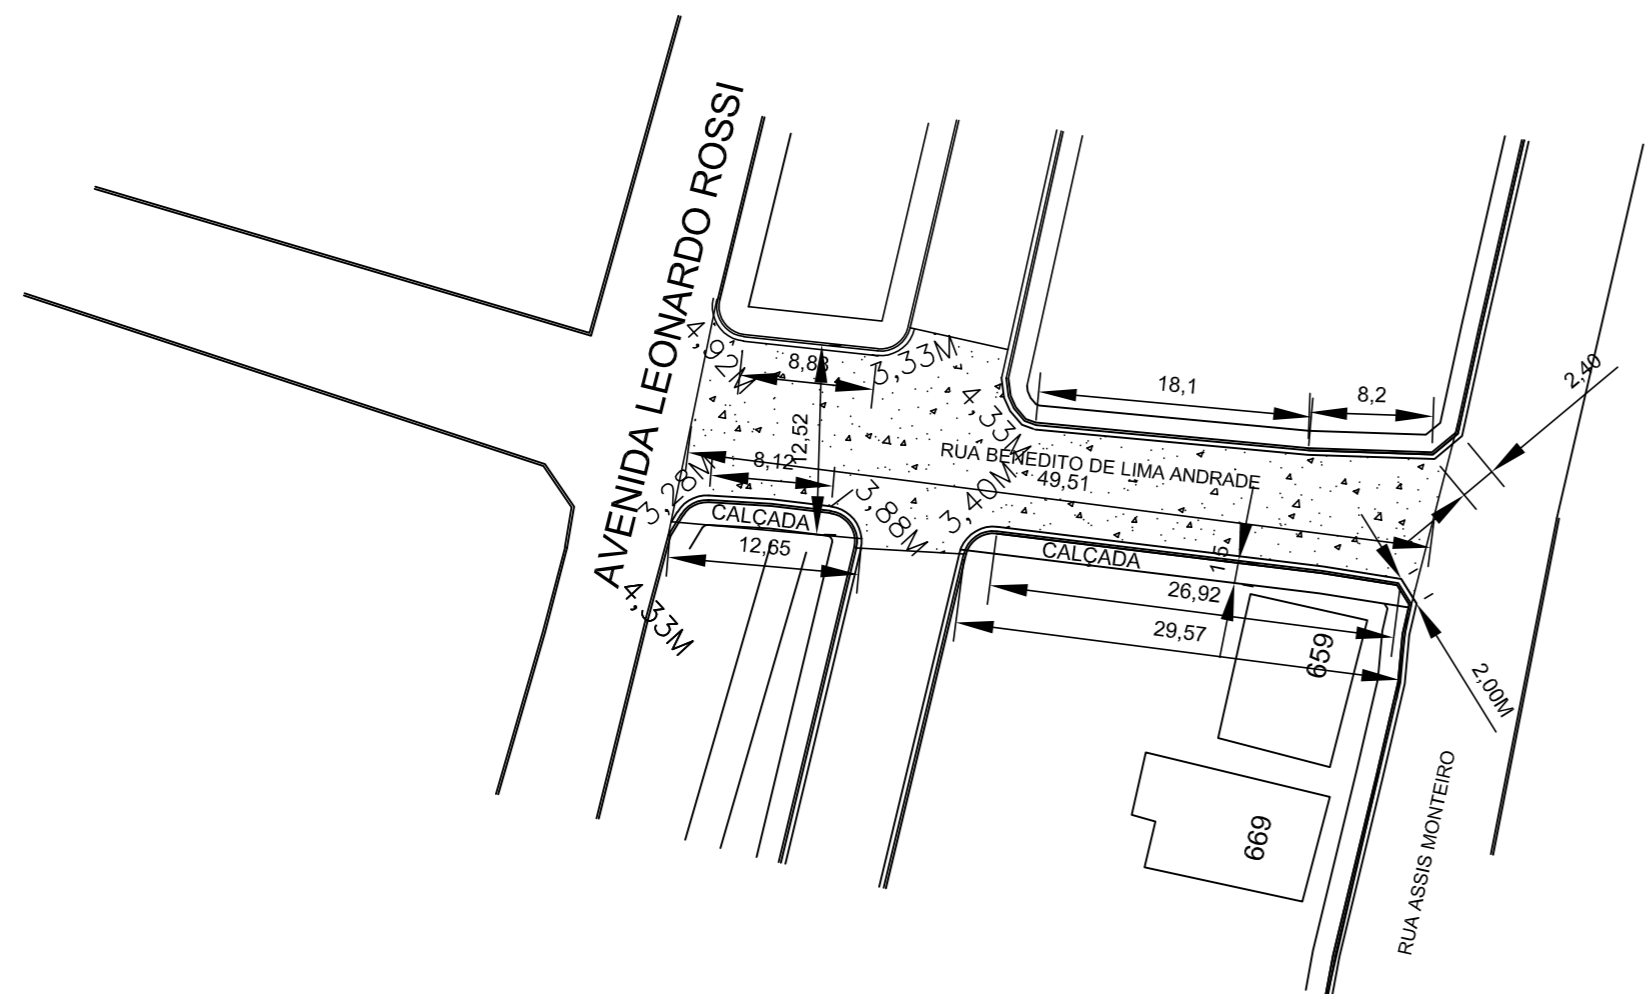 AVENIDA LEONARDO ROSSI
4,92M
8,88
3,33M
12,52
4,33M
18,1
8,2
2,40
RUA BENEDITO DE LIMA ANDRADE
49,51
8,12
3,28M
3,88M
3,40M
CALÇADA
12,65
4,33M
CALÇADA
1,5
26,92
29,57
659
2,00M
669
RUA ASSIS MONTEIRO